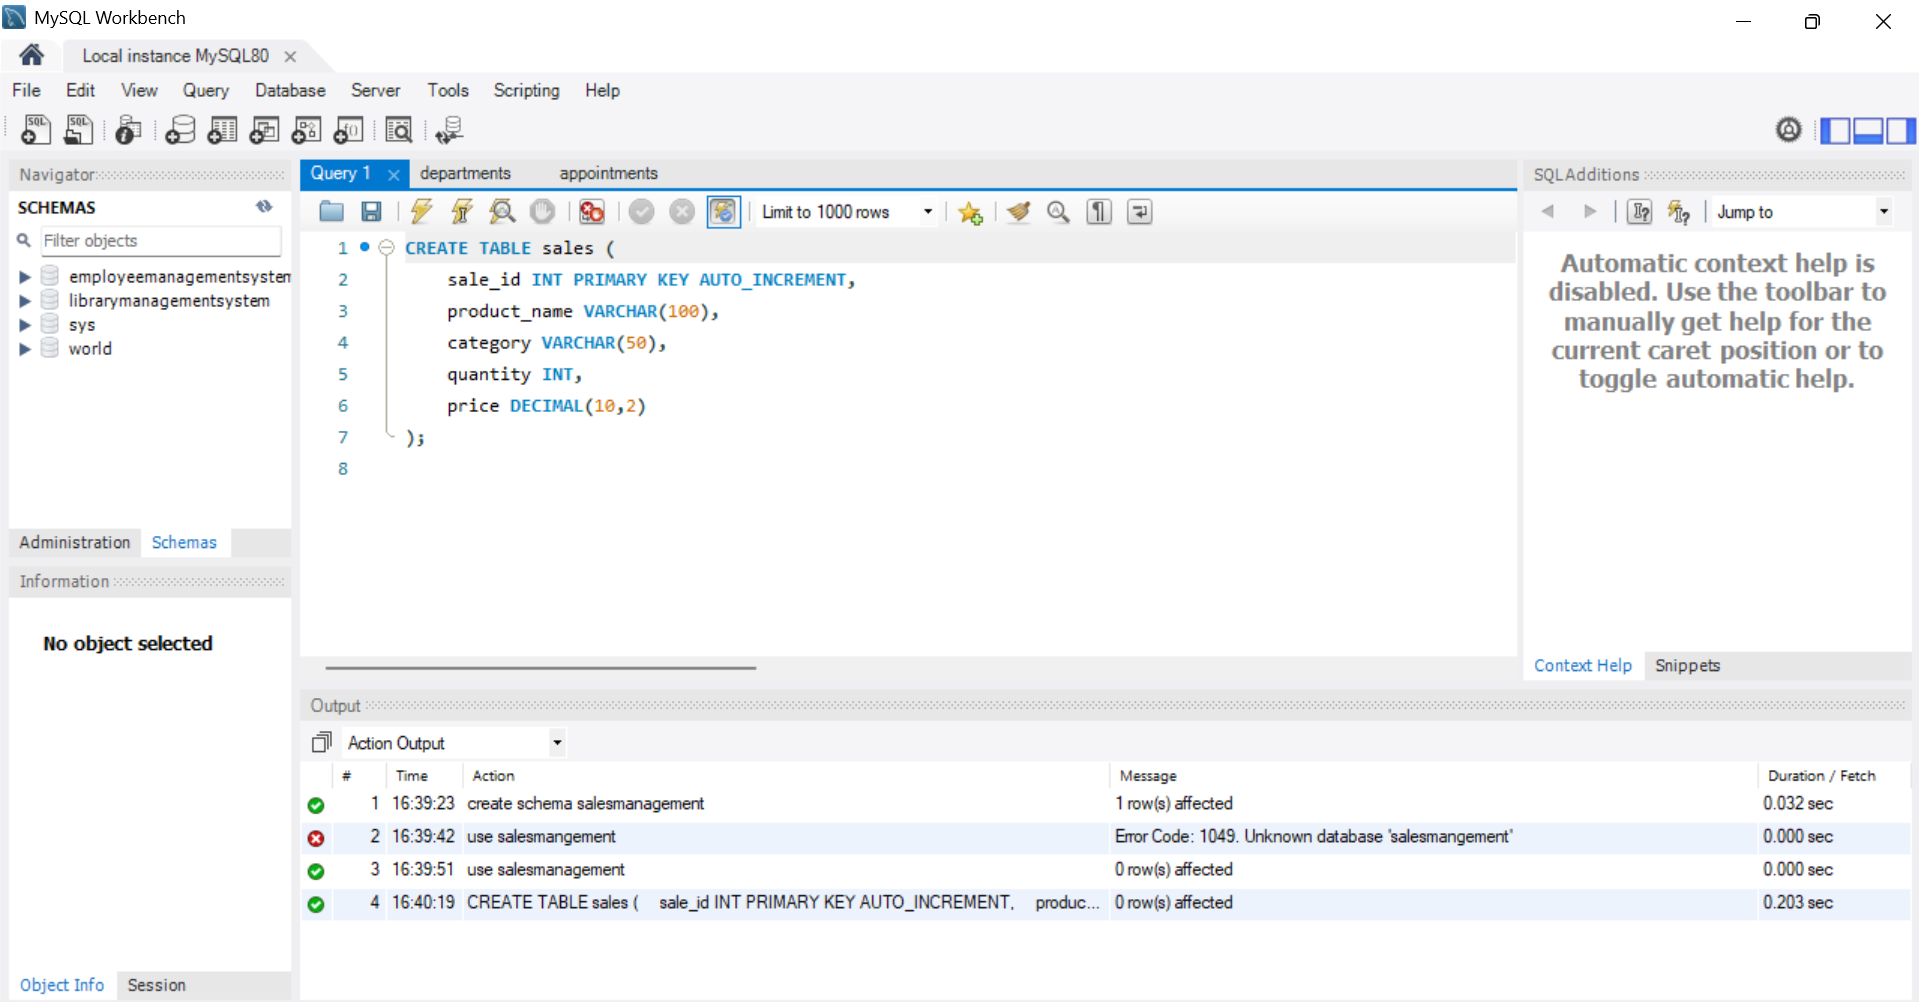 MySQL Workbench
Local instance MySQL80
File Edit View Query Database Server Tools Scripting Help
Navigator
SCHEMAS
Filter objects
employeemanagementsystem
librarymanagementsystem
sys
world
Administration Schemas
Information
No object selected
Object Info Session
Query 1 departments appointments
Limit to 1000 rows
1 CREATE TABLE sales (
2 sale_id INT PRIMARY KEY AUTO_INCREMENT,
3 product_name VARCHAR(100),
4 category VARCHAR(50),
5 quantity INT,
6 price DECIMAL(10,2)
7 );
8
SQLAdditions
Jump to
Automatic context help is
disabled. Use the toolbar to
manually get help for the
current caret position or to
toggle automatic help.
Context Help Snippets
Output
Action Output
# Time Action Message Duration / Fetch
1 16:39:23 create schema salesmanagement 1 row(s) affected 0.032 sec
2 16:39:42 use salesmangement Error Code: 1049. Unknown database 'salesmangement' 0.000 sec
3 16:39:51 use salesmanagement 0 row(s) affected 0.000 sec
4 16:40:19 CREATE TABLE sales ( sale_id INT PRIMARY KEY AUTO_INCREMENT, produc... 0 row(s) affected 0.203 sec